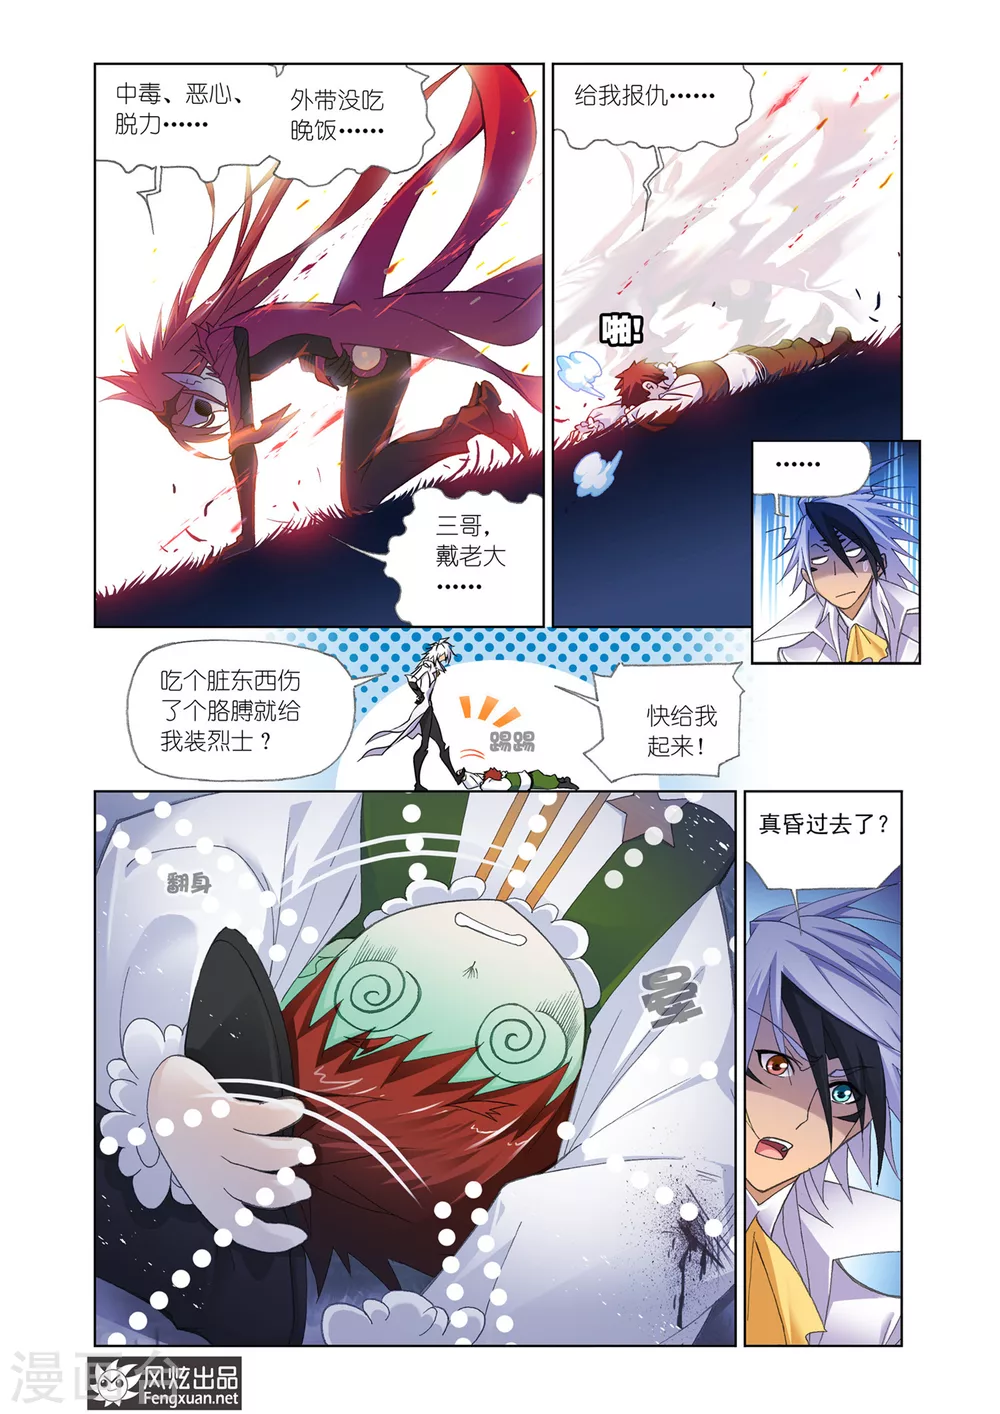 中毒、恶心、
脱力……
外带没吃
晚饭……
三哥，
戴老大
……
给我报仇……
啪!
……
吃个脏东西伤
了个胳膊就给
我装烈士？
踢踢
快给我
起来！
翻身
晕
真昏过去了？
漫画台
风炫出品
Fengxuan.net